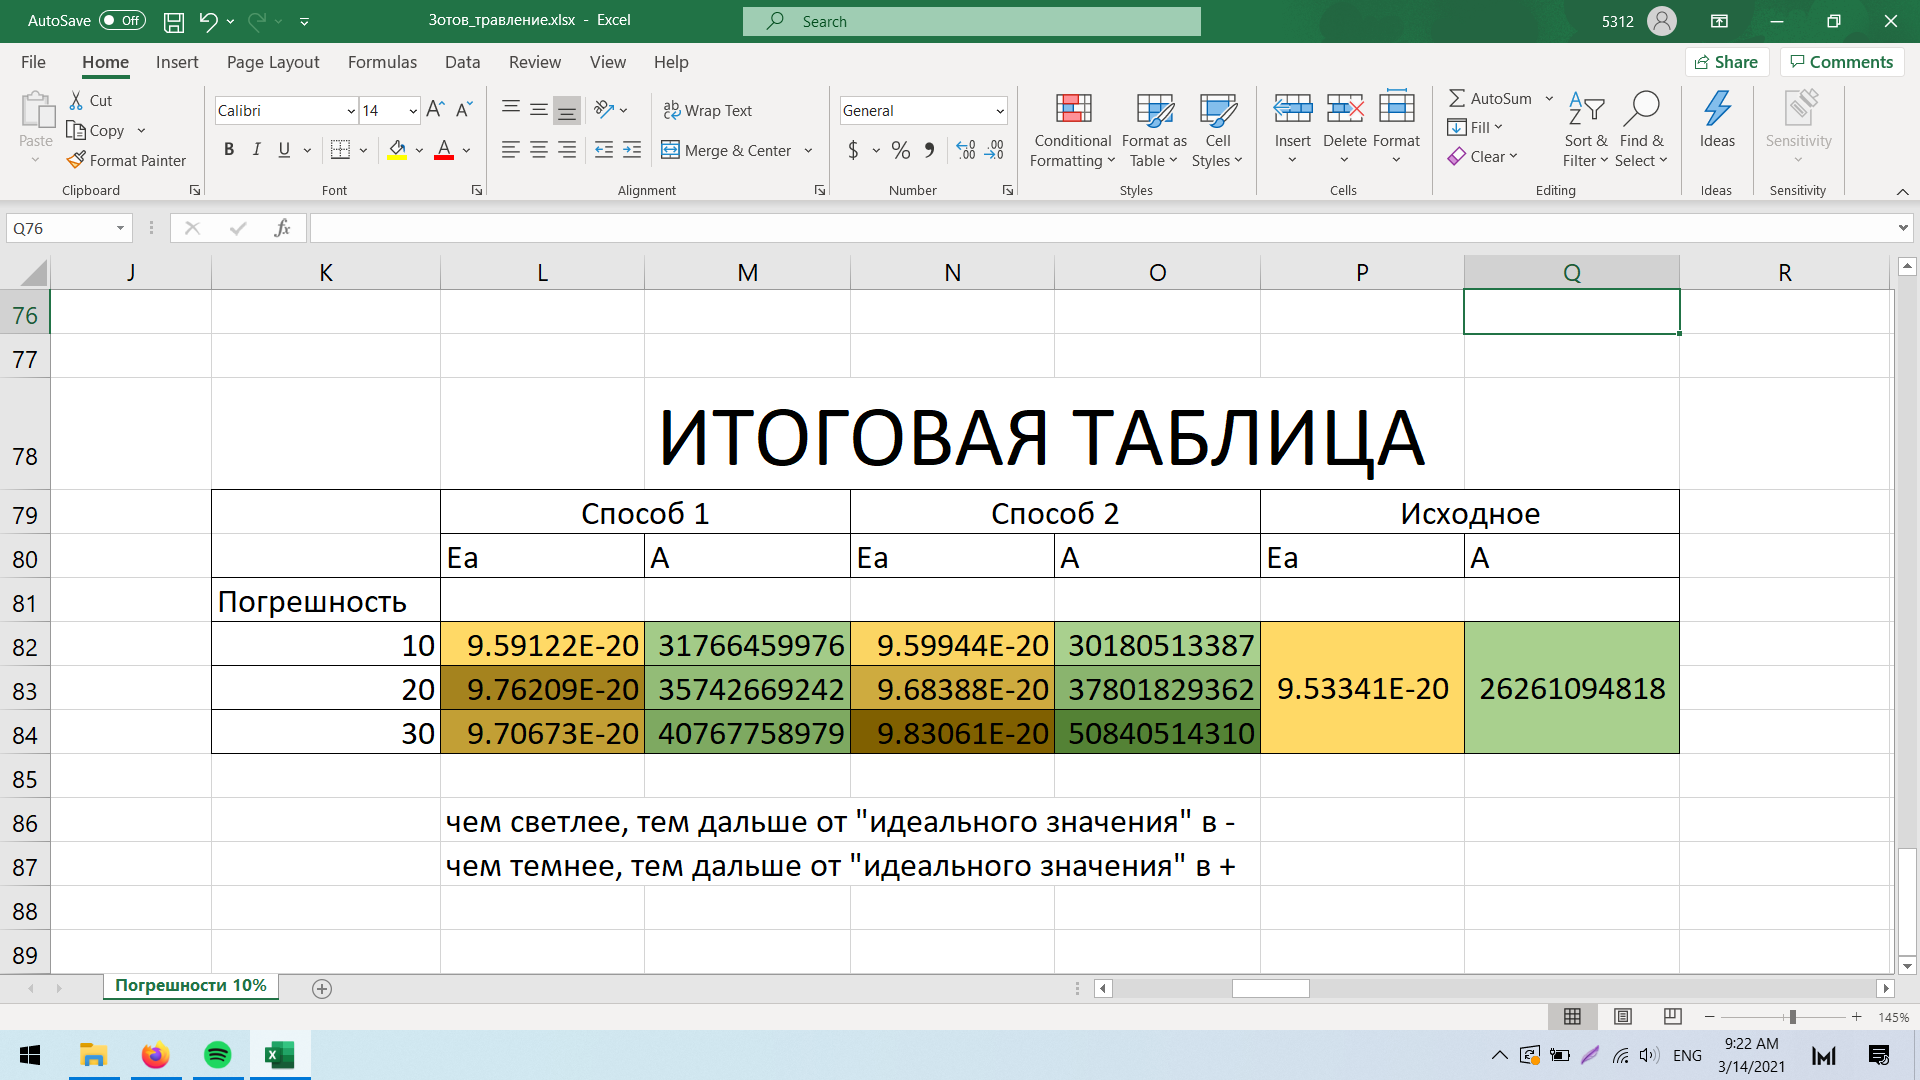 AutoSave Off Зотов_травление.xlsx - Excel Search 5312
File Home Insert Page Layout Formulas Data Review View Help Share Comments
Paste Cut Copy Format Painter Clipboard
Calibri 14 B I U A Font
Wrap Text Merge & Center Alignment
General $ % Number
Conditional Formatting Format as Table Cell Styles Styles
Insert Delete Format Cells
AutoSum Fill Clear Sort & Filter Find & Select Editing
Ideas Ideas
Sensitivity Sensitivity
Q76 fx
J K L M N O P Q R
76
77
78 ИТОГОВАЯ ТАБЛИЦА
79 Способ 1 Способ 2 Исходное
80 Ea A Ea A Ea A
81 Погрешность
82 10 9.59122E-20 31766459976 9.59944E-20 30180513387
83 20 9.76209E-20 35742669242 9.68388E-20 37801829362 9.53341E-20 26261094818
84 30 9.70673E-20 40767758979 9.83061E-20 50840514310
85
86 чем светлее, тем дальше от "идеального значения" в -
87 чем темнее, тем дальше от "идеального значения" в +
88
89
Погрешности 10%
145%
ENG 9:22 AM
3/14/2021